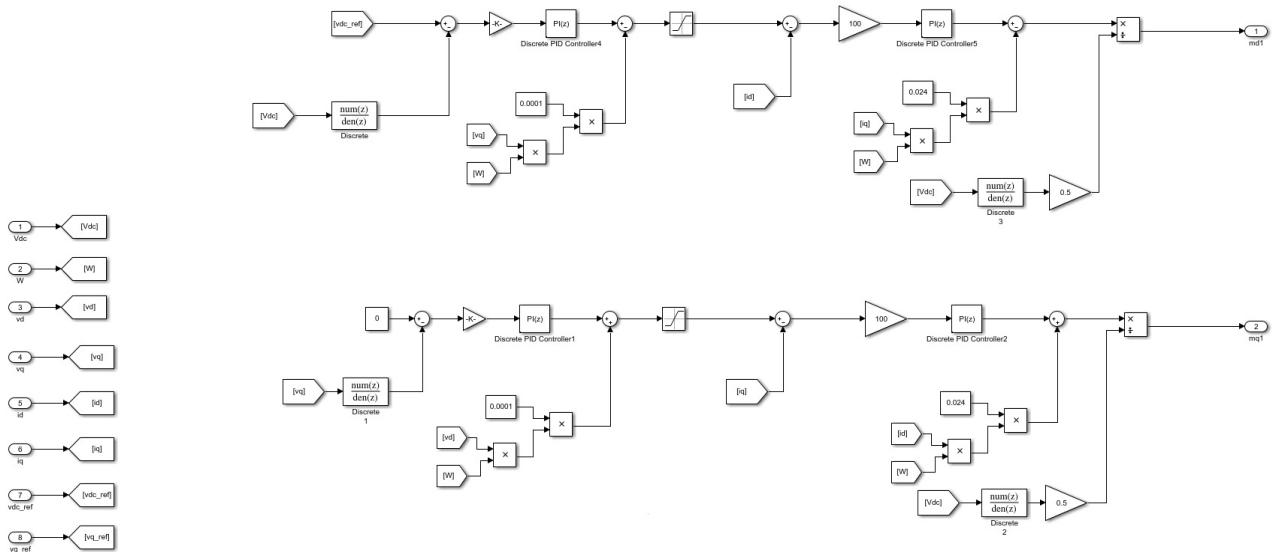 [vdc_ref]
-K-
PI(z)
Discrete PID Controller4
100
PI(z)
Discrete PID Controller5
×
÷
1
md1
[Vdc]
num(z)
den(z)
Discrete
0.0001
×
[vq]
×
[W]
[id]
0.024
×
[iq]
×
[W]
[Vdc]
num(z)
den(z)
Discrete
3
0.5
1
Vdc
[Vdc]
2
W
[W]
3
vd
[vd]
4
vq
[vq]
5
id
[id]
6
iq
[iq]
7
vdc_ref
[vdc_ref]
8
vq_ref
[vq_ref]
0
-K-
PI(z)
Discrete PID Controller1
100
PI(z)
Discrete PID Controller2
×
÷
2
mq1
[vq]
num(z)
den(z)
Discrete
1
0.0001
×
[vd]
×
[W]
[iq]
0.024
×
[id]
×
[W]
[Vdc]
num(z)
den(z)
Discrete
2
0.5